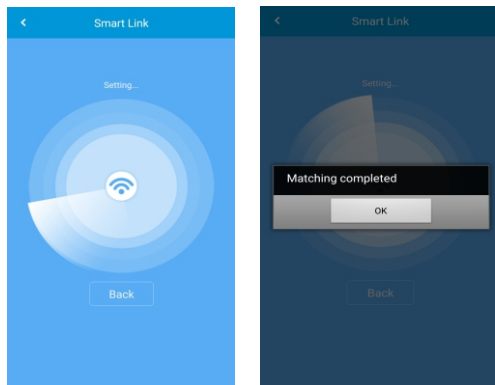 Smart Link
Setting...
Back
Smart Link
Setting...
Matching completed
OK
Back